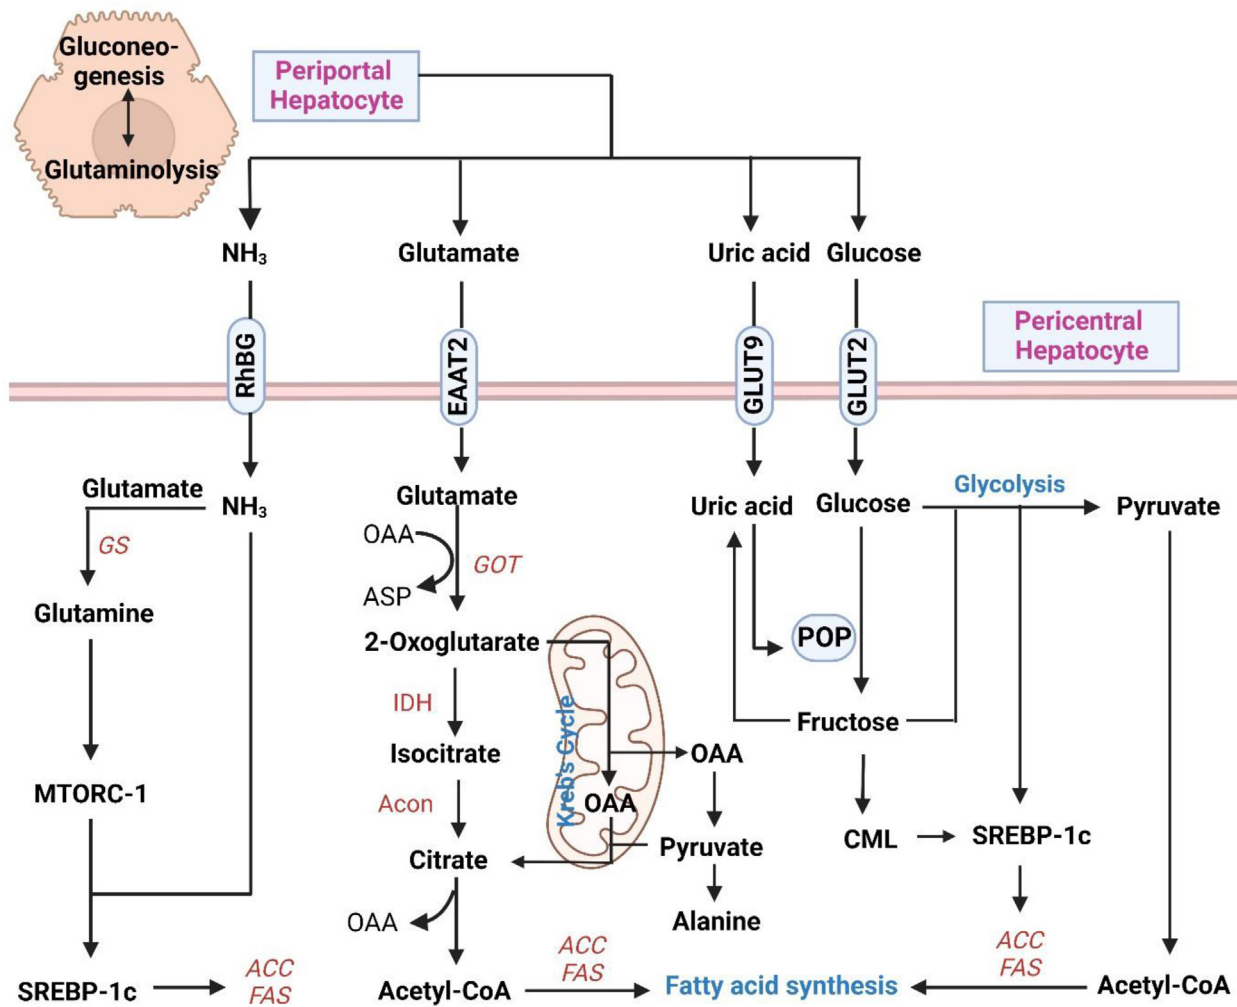 Gluconeo-
genesis
Glutaminolysis
Periportal
Hepatocyte
NH₃
Glutamate
Uric acid
Glucose
RhBG
EAAT2
GLUT9
GLUT2
Pericentral
Hepatocyte
Glutamate
NH₃
GS
Glutamine
MTORC-1
SREBP-1c
ACC
FAS
Glutamate
OAA
GOT
ASP
2-Oxoglutarate
IDH
Isocitrate
Acon
Citrate
OAA
Acetyl-CoA
ACC
FAS
Kreb's Cycle
OAA
OAA
Pyruvate
Alanine
Fatty acid synthesis
Uric acid
Glucose
Glycolysis
Pyruvate
POP
Fructose
CML
SREBP-1c
ACC
FAS
Acetyl-CoA